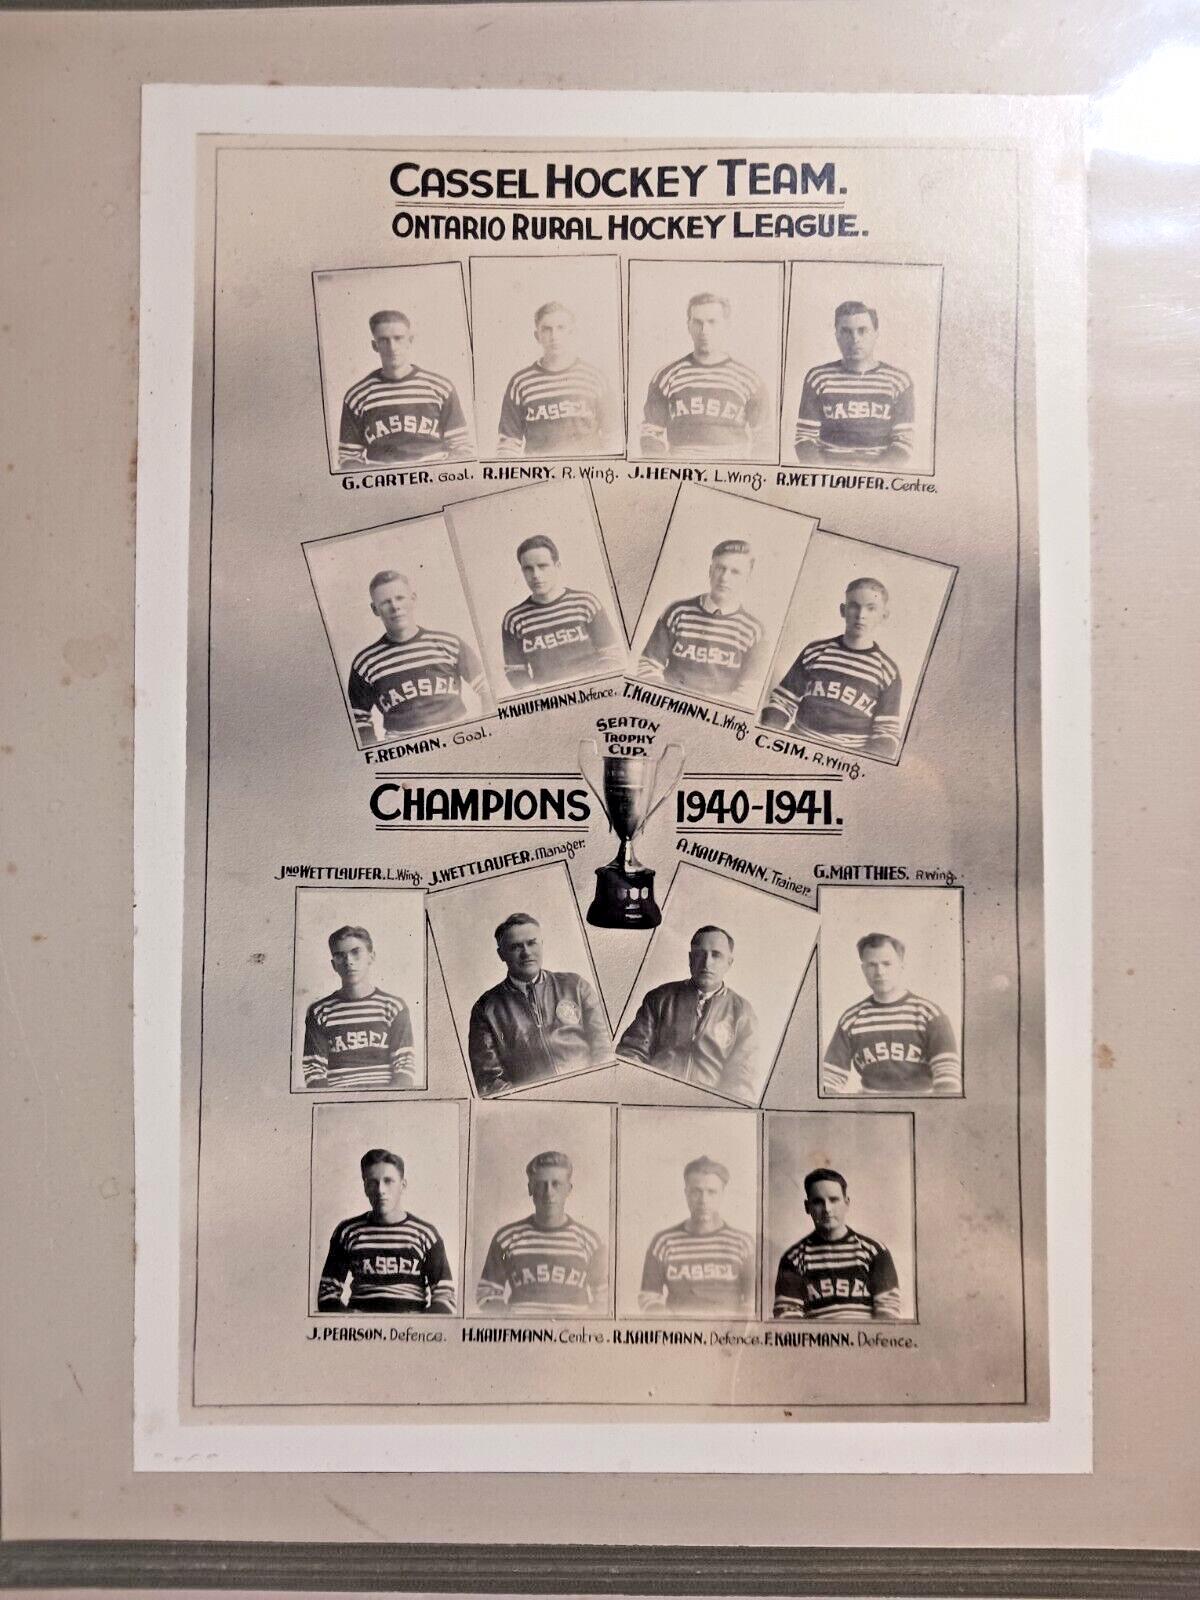 CASSEL HOCKEY TEAM.
ONTARIO RURAL HOCKEY LEAGUE.
CASSEL CASSEL CASSEL CASSEL
G. CARTER. Goal. R. HENRY. R. Wing. J. HENRY. L. Wing. R. WETTLAUFER. Centre.
CASSEL CASSEL CASSEL CASSEL
F. REDMAN. Goal. W. KAUFMANN. Defence. T. KAUFMANN. L. Wing. C. SIM. R. Wing.
SEATON
TROPHY
CUP.
CHAMPIONS 1940-1941.
JNO WETTLAUFER. L. Wing. J. WETTLAUFER. Manager. A. KAUFMANN. Trainer. G. MATTHIES. R. Wing.
CASSEL CASSEL
CASSEL CASSEL CASSEL CASSEL
J. PEARSON. Defence. H. KAUFMANN. Centre. R. KAUFMANN. Defence. F. KAUFMANN. Defence.